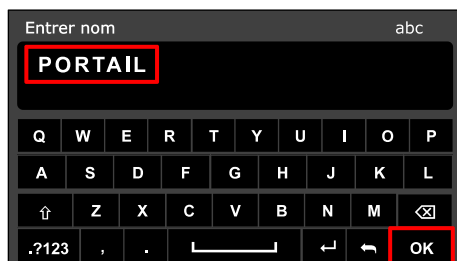 Entrer nom abc
PORTAIL
Q W E R T Y U I O P
A S D F G H J K L
Z X C V B N M
.?123 , . OK